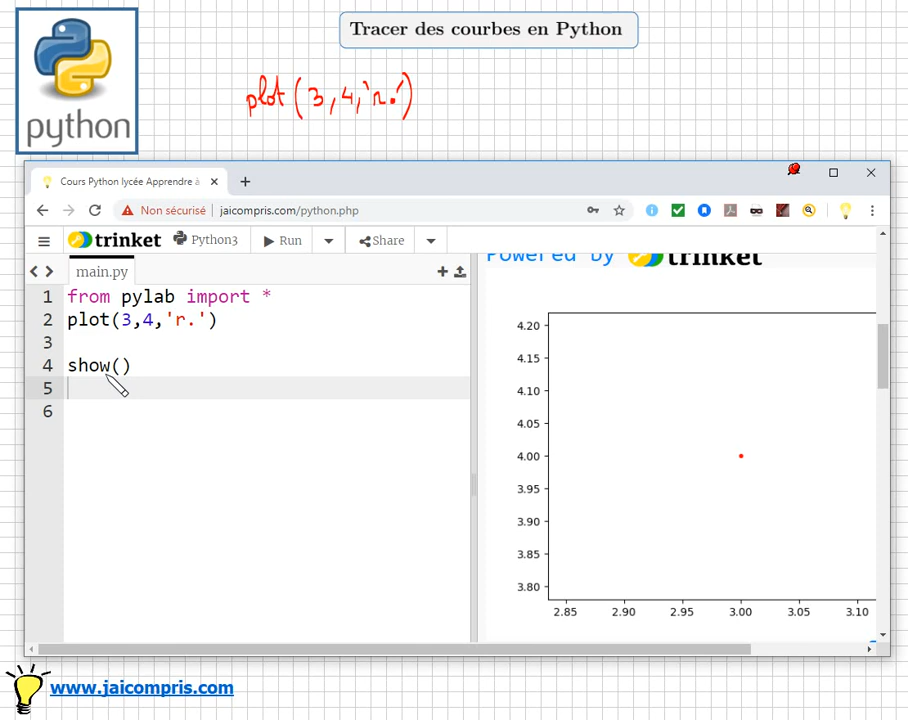 Tracer des courbes en Python
python
plot(3,4,'r.')
Cours Python lycée Apprendre à
Non sécurisé jaicompris.com/python.php
trinket Python3 Run Share
Powered by trinket
main.py
1 from pylab import *
2 plot(3,4,'r.')
3
4 show()
5
6
4.20
4.15
4.10
4.05
4.00
3.95
3.90
3.85
3.80
2.85 2.90 2.95 3.00 3.05 3.10
www.jaicompris.com